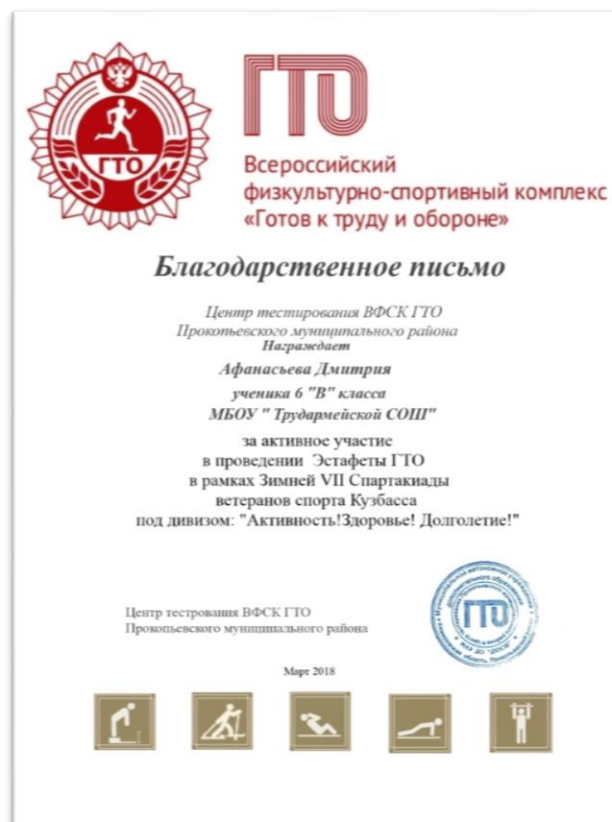 ГТО
ГТО
Всероссийский
физкультурно-спортивный комплекс
«Готов к труду и обороне»
Благодарственное письмо
Центр тестирования ВФСК ГТО
Прокопьевского муниципального района
Награждает
Афанасьева Дмитрия
ученика 6 "В" класса
МБОУ " Трудармейской СОШ"
за активное участие
в проведении Эстафеты ГТО
в рамках Зимней VII Спартакиады
ветеранов спорта Кузбасса
под дивизом: "Активность!Здоровье! Долголетие!"
Центр тестрования ВФСК ГТО
Прокопьевского муниципального района
ГТО
Март 2018